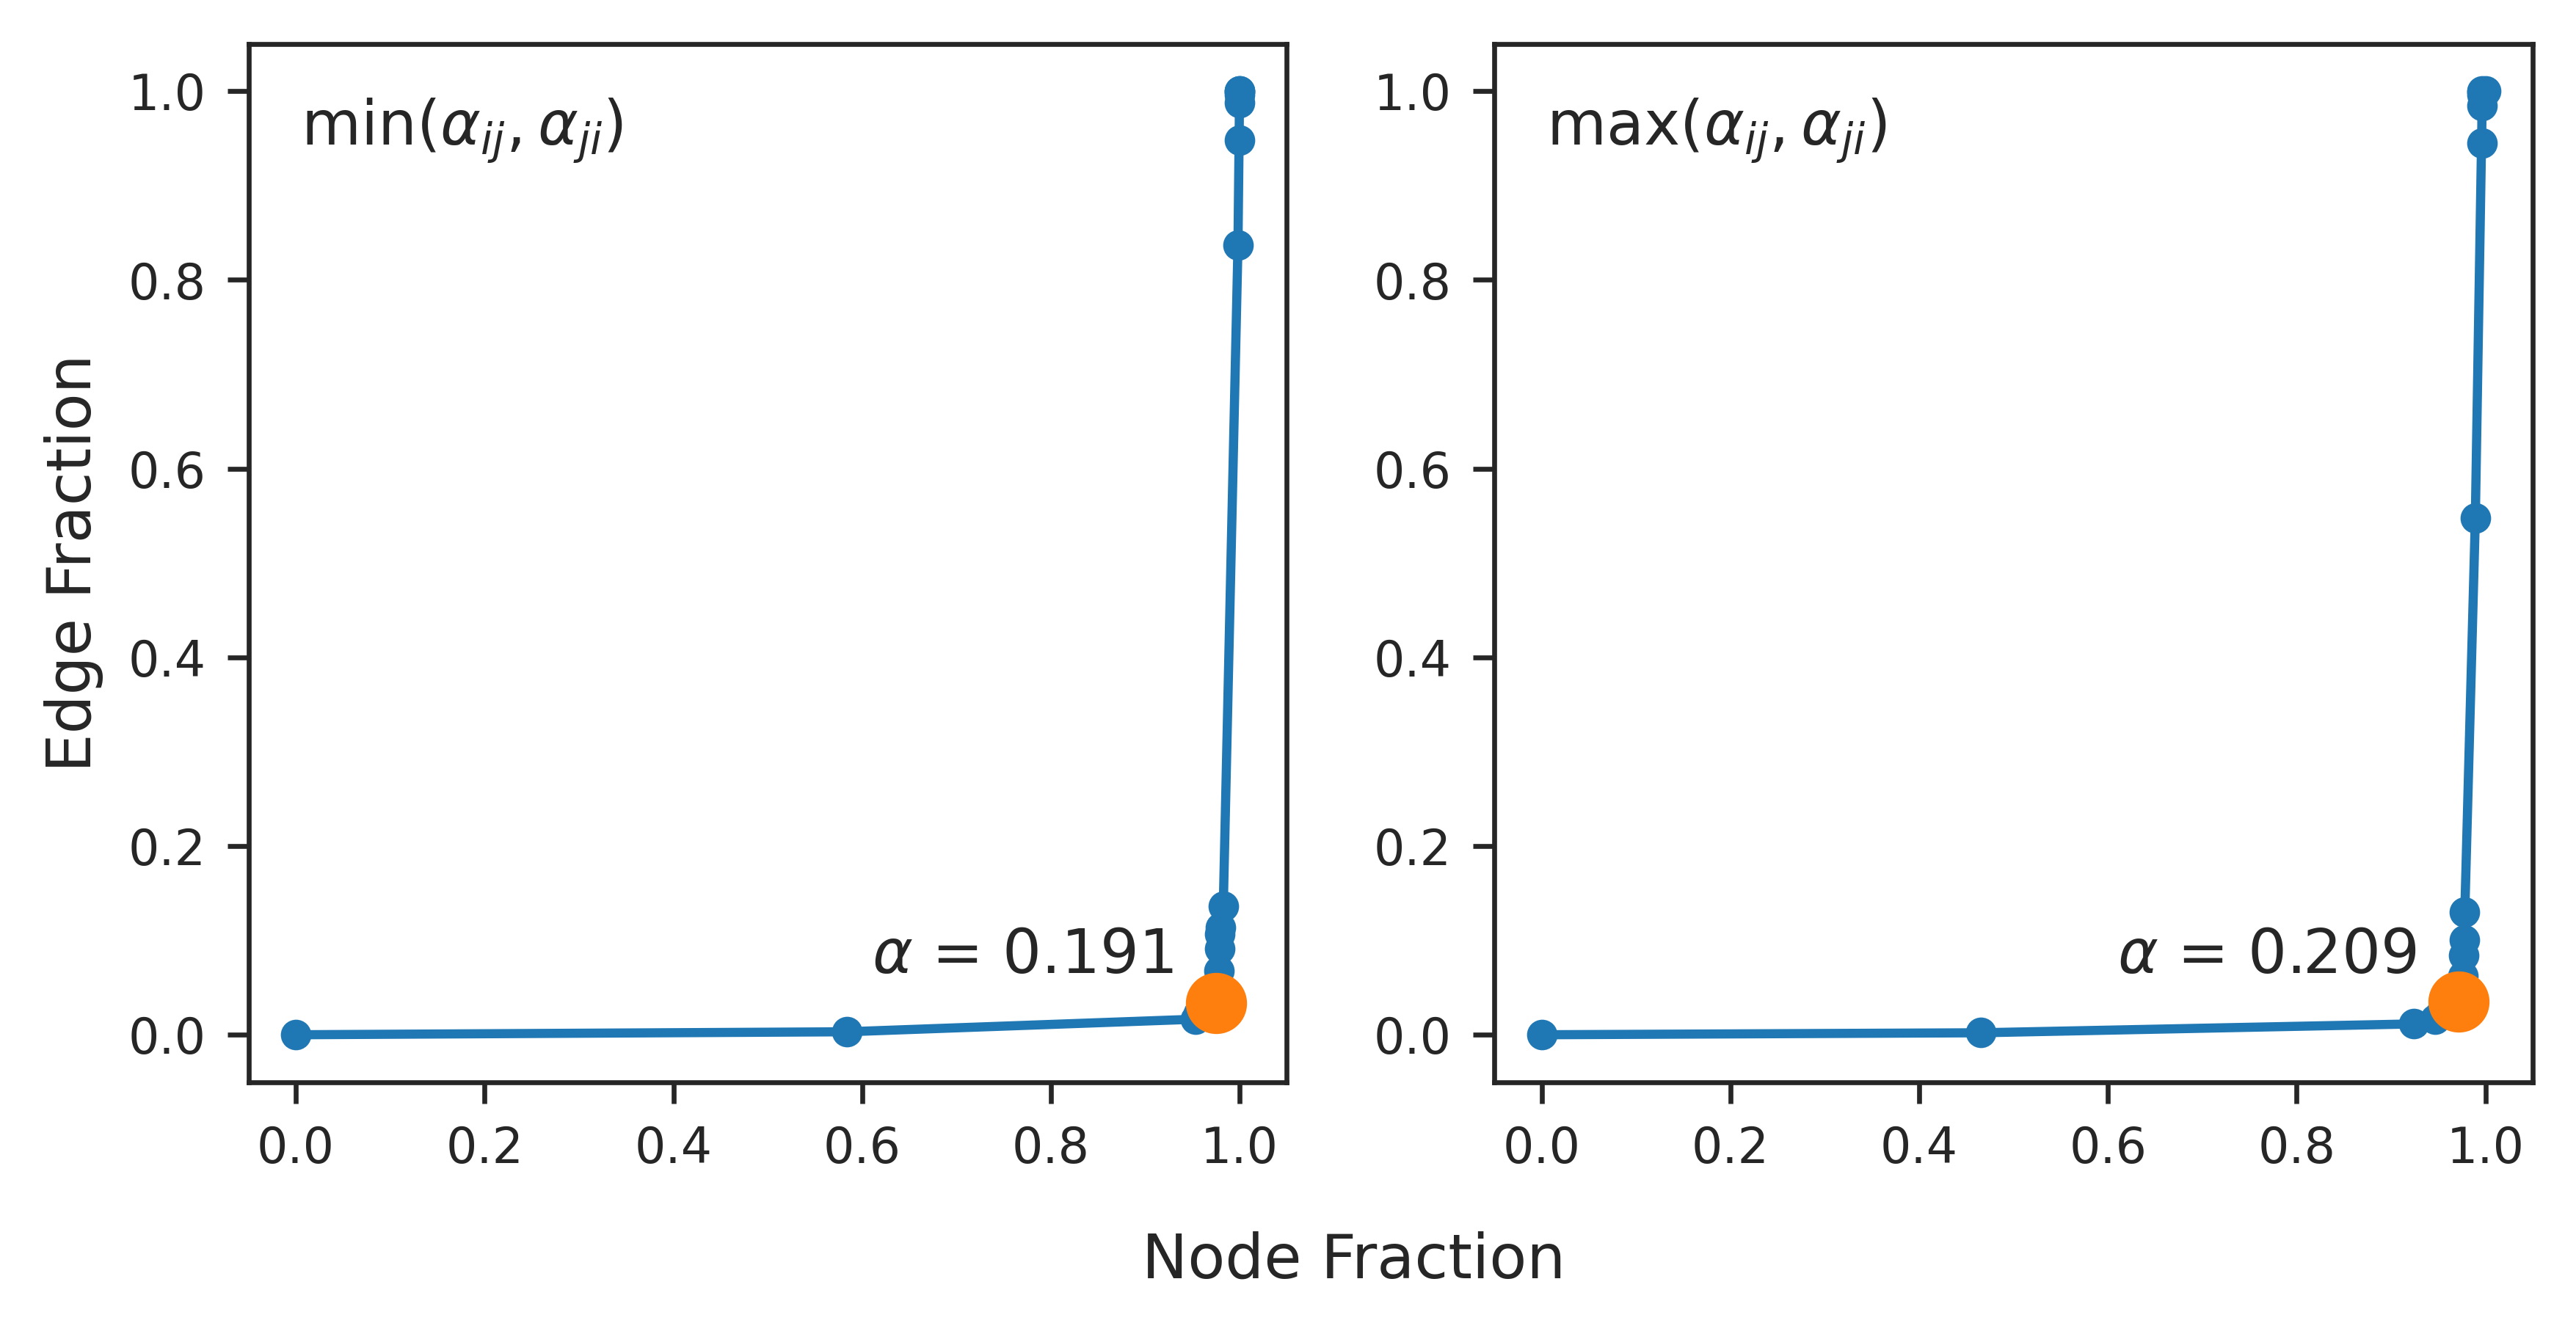 min(αij, αji)
max(αij, αji)
1.0
0.8
0.6
0.4
0.2
0.0
Edge Fraction
α = 0.191
0.0 0.2 0.4 0.6 0.8 1.0
1.0
0.8
0.6
0.4
0.2
0.0
α = 0.209
0.0 0.2 0.4 0.6 0.8 1.0
Node Fraction